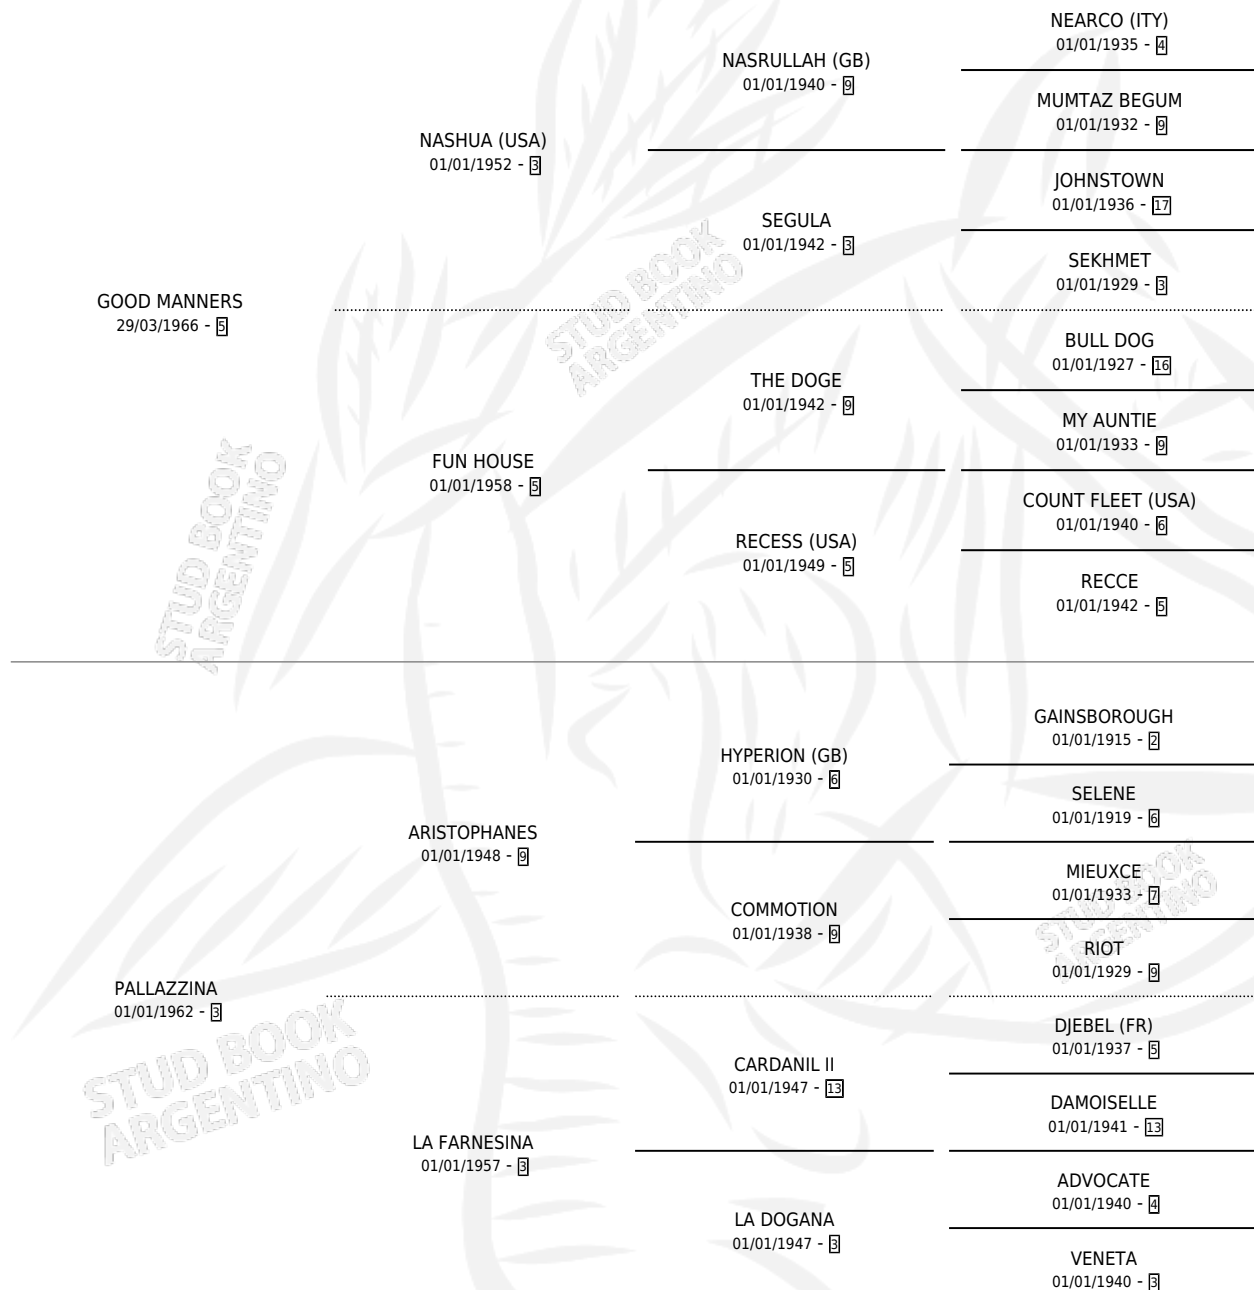 NEARCO (ITY)
01/01/1935 - 4
NASRULLAH (GB)
01/01/1940 - 9
MUMTAZ BEGUM
01/01/1932 - 9
NASHUA (USA)
01/01/1952 - 3
JOHNSTOWN
01/01/1936 - 17
SEGULA
01/01/1942 - 3
SEKHMET
01/01/1929 - 3
GOOD MANNERS
29/03/1966 - 5
BULL DOG
01/01/1927 - 16
THE DOGE
01/01/1942 - 9
MY AUNTIE
01/01/1933 - 9
FUN HOUSE
01/01/1958 - 5
COUNT FLEET (USA)
01/01/1940 - 6
RECESS (USA)
01/01/1949 - 5
RECCE
01/01/1942 - 5
GAINSBOROUGH
01/01/1915 - 2
HYPERION (GB)
01/01/1930 - 6
SELENE
01/01/1919 - 6
ARISTOPHANES
01/01/1948 - 9
MIEUXCE
01/01/1933 - 7
COMMOTION
01/01/1938 - 9
RIOT
01/01/1929 - 9
PALLAZZINA
01/01/1962 - 3
DJEBEL (FR)
01/01/1937 - 5
CARDANIL II
01/01/1947 - 13
DAMOISELLE
01/01/1941 - 13
LA FARNESINA
01/01/1957 - 3
ADVOCATE
01/01/1940 - 4
LA DOGANA
01/01/1947 - 3
VENETA
01/01/1940 - 3
STUD BOOK
ARGENTINO
STUD BOOK
ARGENTINO
STUD BOOK
ARGENTINO
STUD BOOK
ARGENTINO